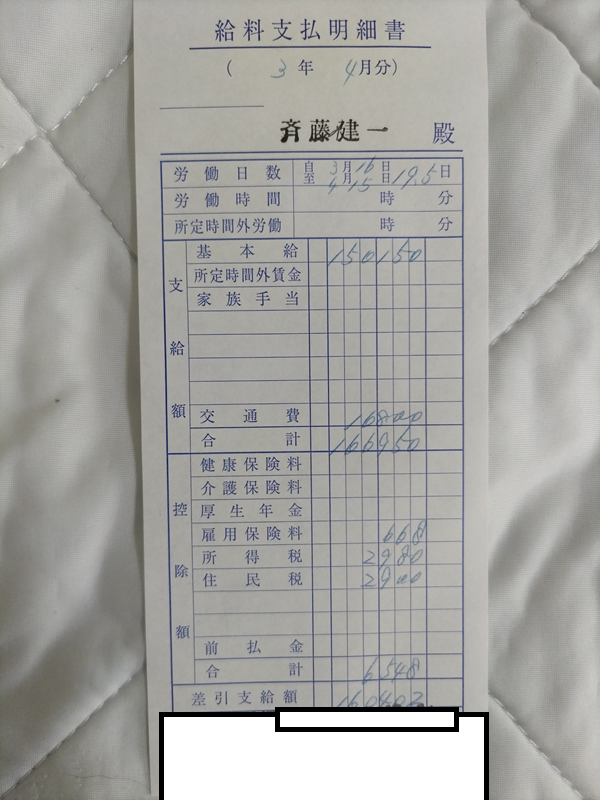 給料支払明細書
( 3年 4月分)
斉藤建一 殿
労働日数 自 3月16日 至 4月15日 19.5日
労働時間 時 分
所定時間外労働 時 分
支給額
基本給 150150
所定時間外賃金
家族手当
交通費 16800
合計 166950
控除額
健康保険料
介護保険料
厚生年金
雇用保険料 668
所得税 2980
住民税 2900
前払金
合計 6548
差引支給額